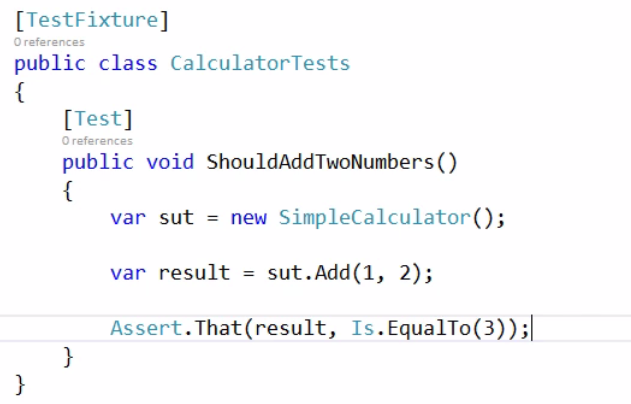 [TestFixture]
0 references
public class CalculatorTests
{
[Test]
0 references
public void ShouldAddTwoNumbers()
{
var sut = new SimpleCalculator();
var result = sut.Add(1, 2);
Assert.That(result, Is.EqualTo(3));
}
}